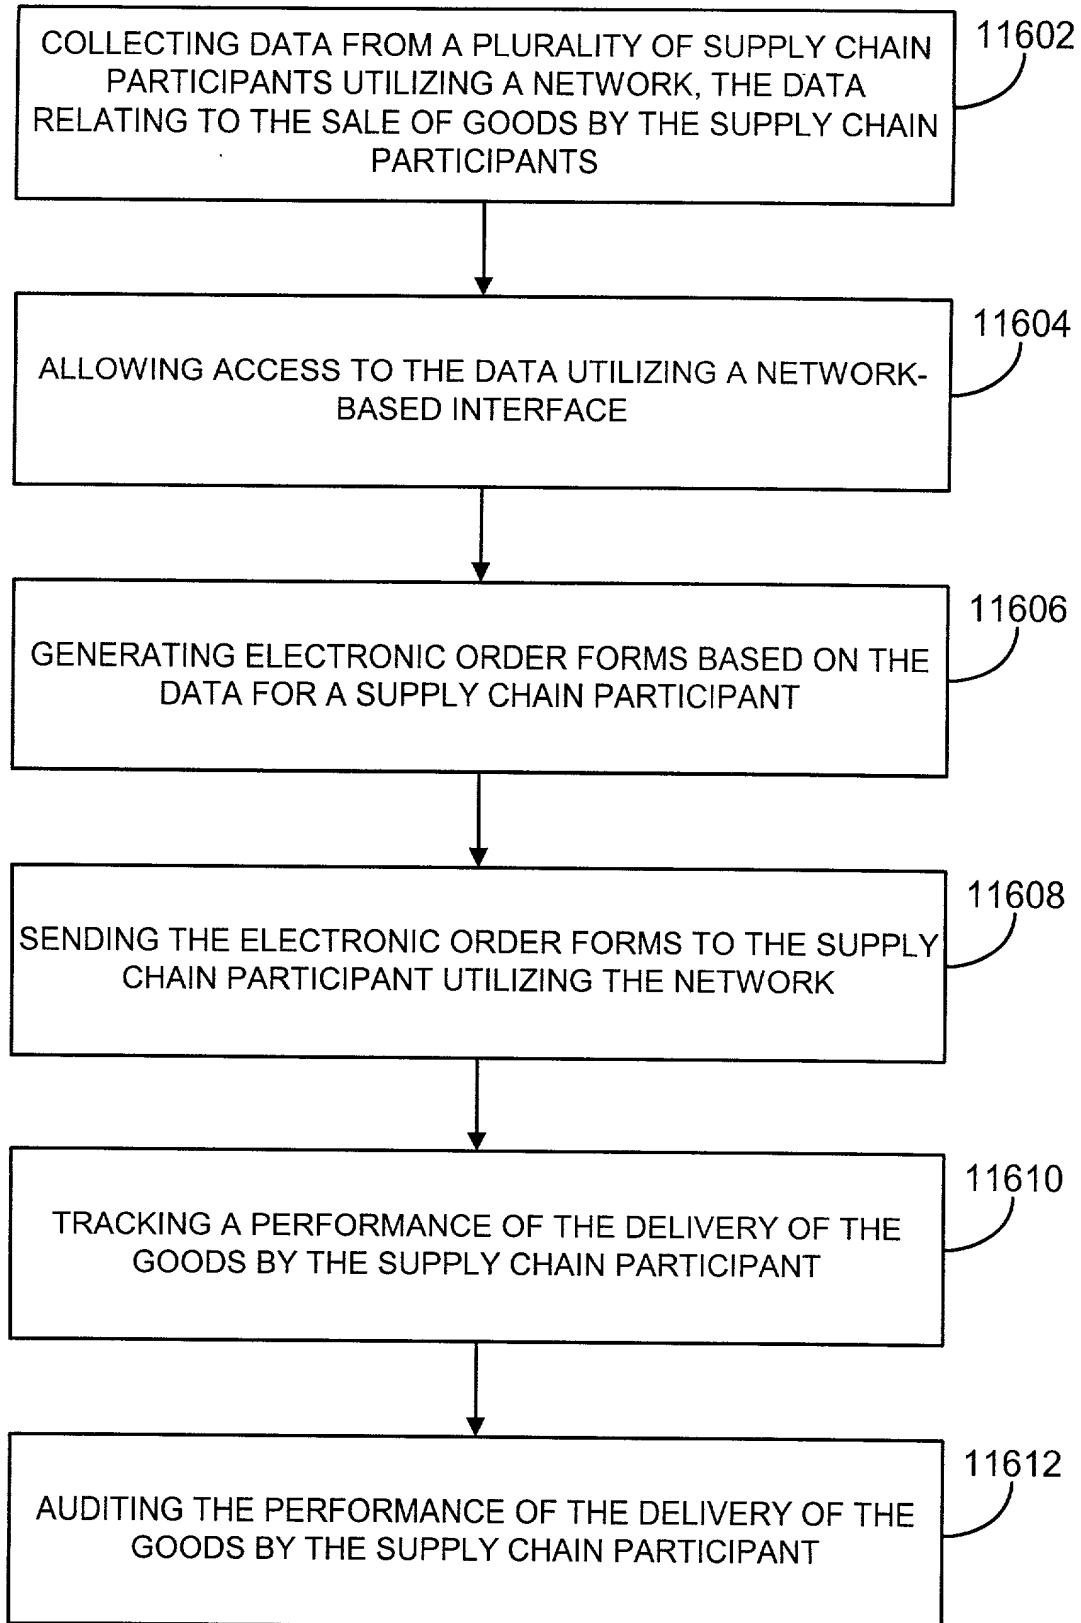 COLLECTING DATA FROM A PLURALITY OF SUPPLY CHAIN
PARTICIPANTS UTILIZING A NETWORK, THE DATA
RELATING TO THE SALE OF GOODS BY THE SUPPLY CHAIN
PARTICIPANTS
11602
ALLOWING ACCESS TO THE DATA UTILIZING A NETWORK-
BASED INTERFACE
11604
GENERATING ELECTRONIC ORDER FORMS BASED ON THE
DATA FOR A SUPPLY CHAIN PARTICIPANT
11606
SENDING THE ELECTRONIC ORDER FORMS TO THE SUPPLY
CHAIN PARTICIPANT UTILIZING THE NETWORK
11608
TRACKING A PERFORMANCE OF THE DELIVERY OF THE
GOODS BY THE SUPPLY CHAIN PARTICIPANT
11610
AUDITING THE PERFORMANCE OF THE DELIVERY OF THE
GOODS BY THE SUPPLY CHAIN PARTICIPANT
11612